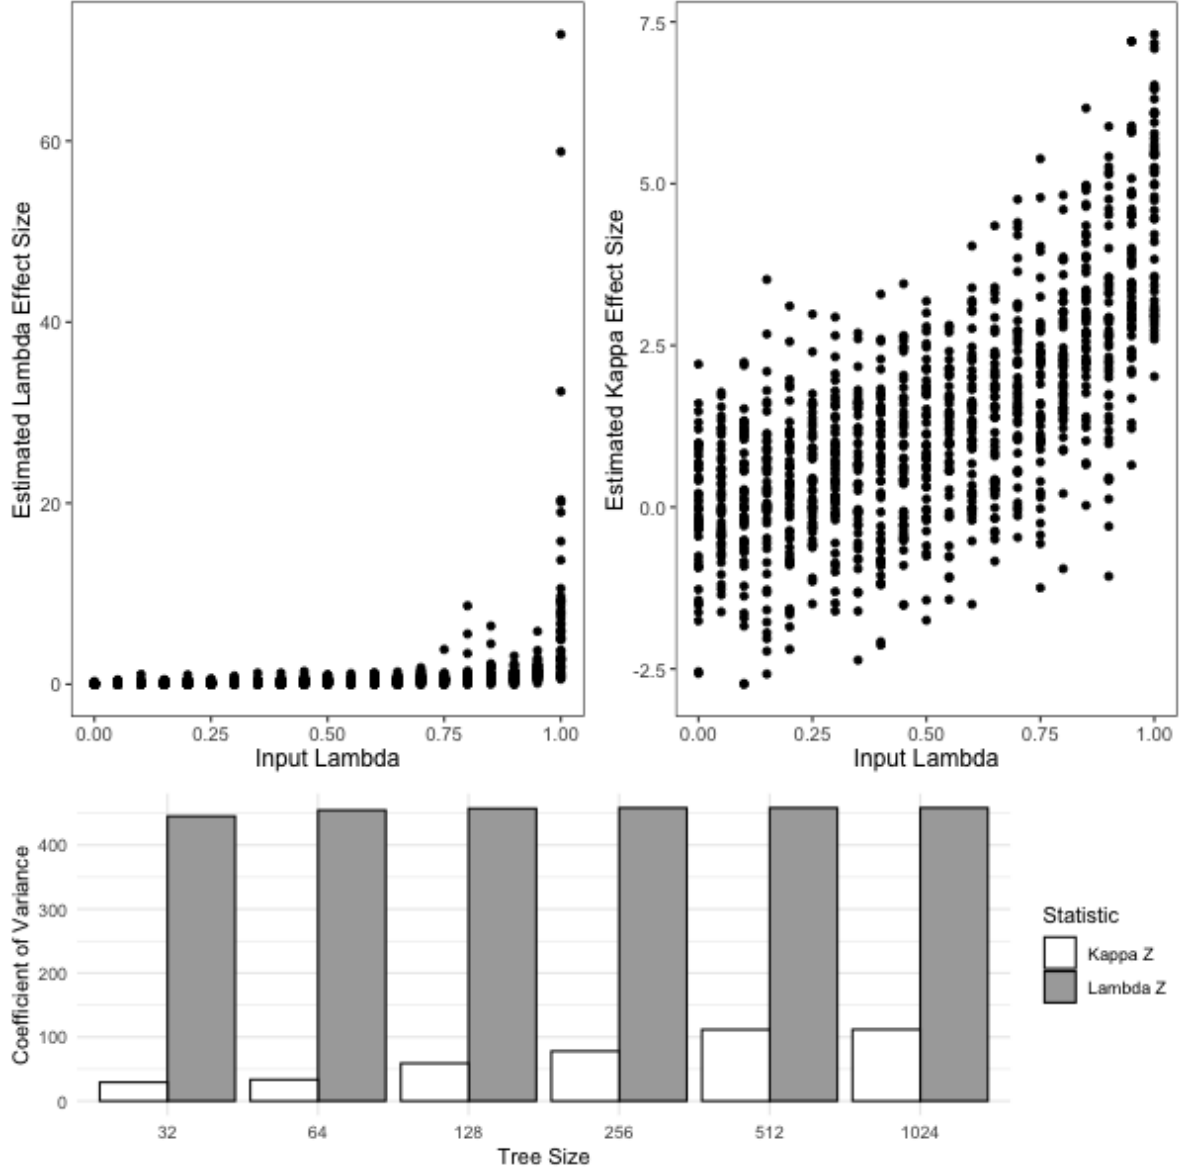 Estimated Lambda Effect Size
60
40
20
0
0.00 0.25 0.50 0.75 1.00
Input Lambda
Estimated Kappa Effect Size
7.5
5.0
2.5
0.0
-2.5
0.00 0.25 0.50 0.75 1.00
Input Lambda
Coefficient of Variance
400
300
200
100
0
32 64 128 256 512 1024
Tree Size
Statistic
Kappa Z
Lambda Z